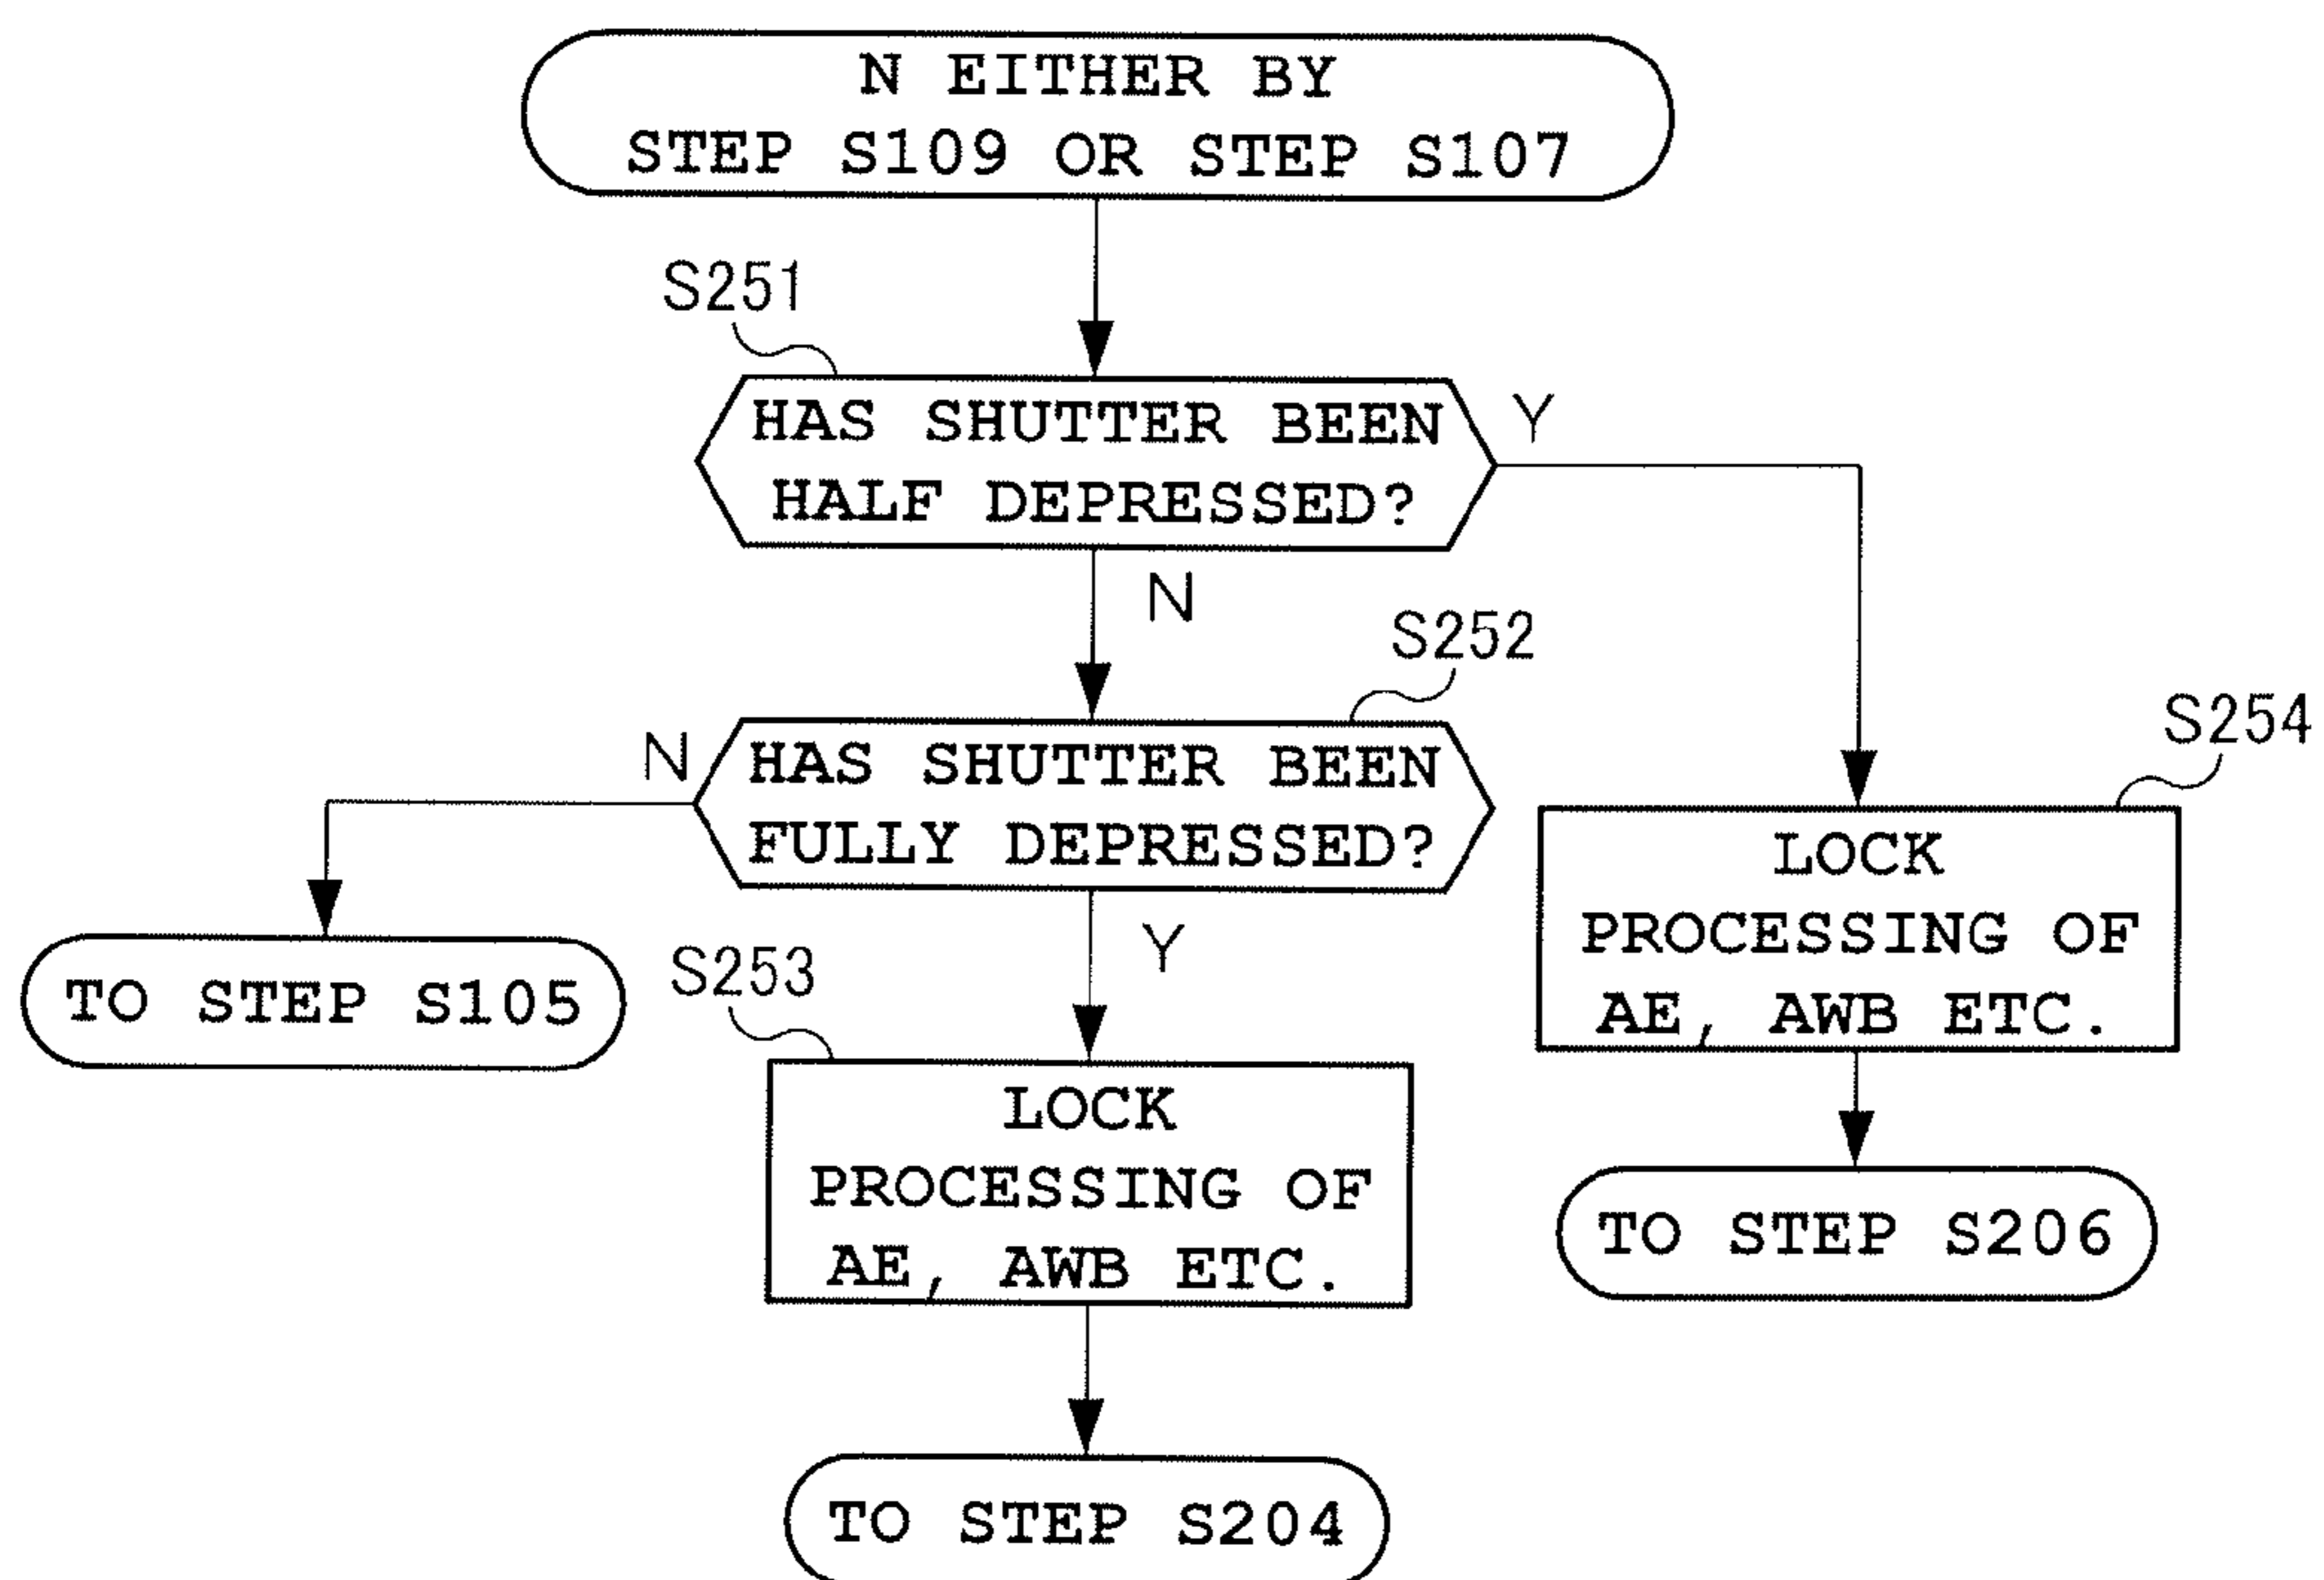 N EITHER BY
STEP S109 OR STEP S107
S251
HAS SHUTTER BEEN
HALF DEPRESSED?
Y
N
S252
HAS SHUTTER BEEN
FULLY DEPRESSED?
N
Y
S254
LOCK
PROCESSING OF
AE, AWB ETC.
TO STEP S105
S253
LOCK
PROCESSING OF
AE, AWB ETC.
TO STEP S206
TO STEP S204